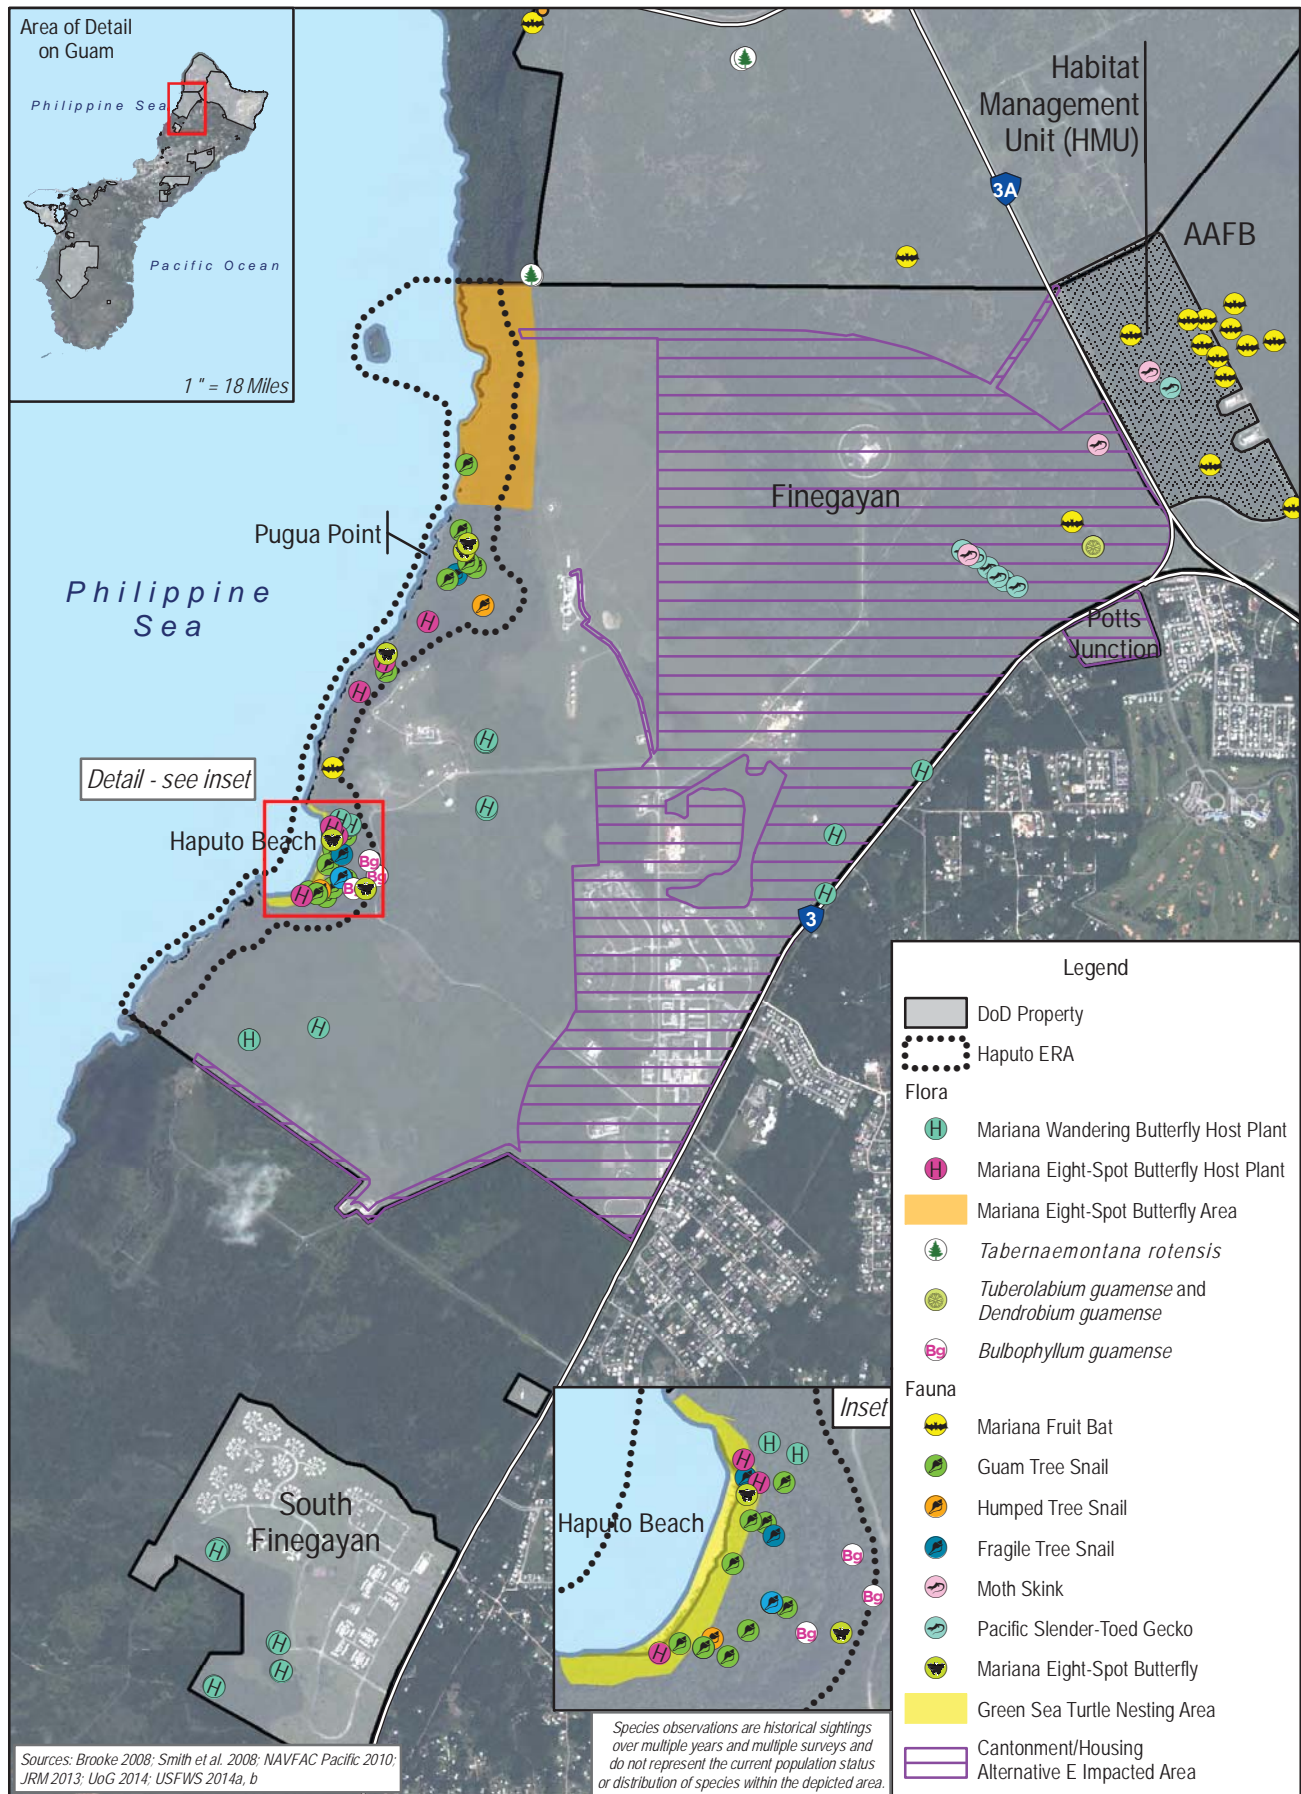 Area of Detail
on Guam
Philippine Sea
Pacific Ocean
1 " = 18 Miles
Habitat
Management
Unit (HMU)
3A
AAFB
Finegayan
Pugua Point
Philippine
Sea
Potts
Junction
Detail - see inset
Haputo Beach
H
H
H
H
H
H
H
H
H
H
H
Bg
Bg
Bg
H
3
H
H
Legend
DoD Property
Haputo ERA
Flora
H Mariana Wandering Butterfly Host Plant
H Mariana Eight-Spot Butterfly Host Plant
Mariana Eight-Spot Butterfly Area
Tabernaemontana rotensis
Tuberolabium guamense and
Dendrobium guamense
Bg Bulbophyllum guamense
Fauna
Mariana Fruit Bat
Guam Tree Snail
Humped Tree Snail
Fragile Tree Snail
Moth Skink
Pacific Slender-Toed Gecko
Mariana Eight-Spot Butterfly
Green Sea Turtle Nesting Area
Cantonment/Housing
Alternative E Impacted Area
Inset
H
H
H
H
Haputo Beach
Bg
Bg
Bg
H
South
Finegayan
H
H
H
H
Species observations are historical sightings
over multiple years and multiple surveys and
do not represent the current population status
or distribution of species within the depicted area.
Sources: Brooke 2008; Smith et al. 2008; NAVFAC Pacific 2010;
JRM 2013; UoG 2014; USFWS 2014a, b